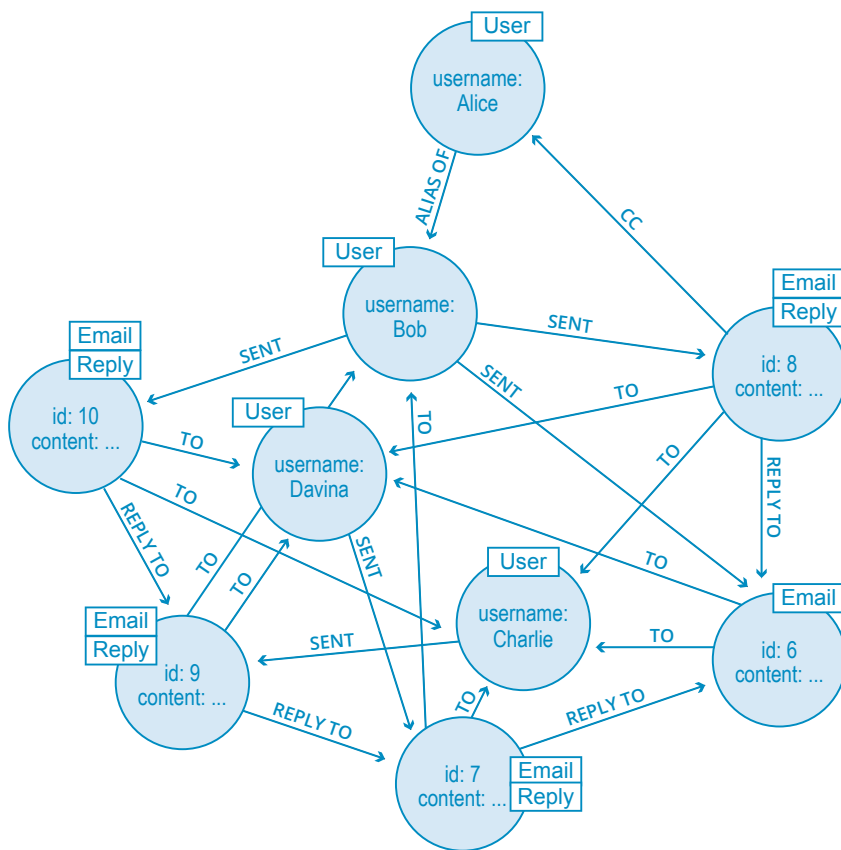 User
username:
Alice
ALIAS OF
CC
User
username:
Bob
SENT
SENT
SENT
Email
Reply
id: 8
content: ...
Email
Reply
id: 10
content: ...
TO
User
username:
Davina
TO
TO
TO
TO
REPLY TO
REPLY TO
SENT
TO
TO
TO
User
username:
Charlie
Email
id: 6
content: ...
TO
SENT
Email
Reply
id: 9
content: ...
REPLY TO
TO
REPLY TO
id: 7
content: ...
Email
Reply